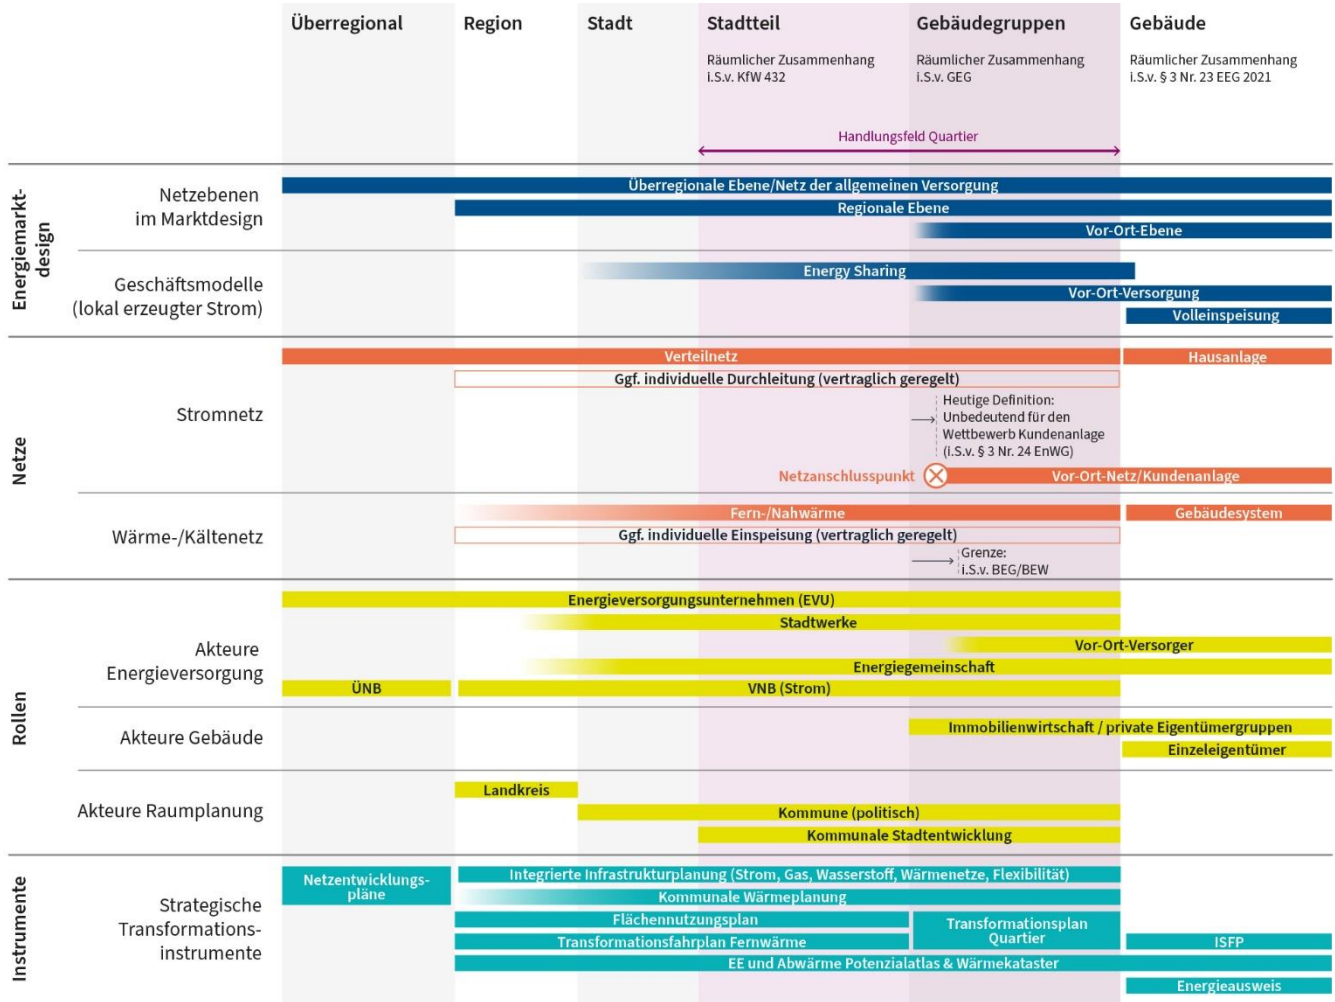 Überregional
Region
Stadt
Stadtteil
Gebäudegruppen
Gebäude
Räumlicher Zusammenhang
i.S.v. KfW 432
Räumlicher Zusammenhang
i.S.v. GEG
Räumlicher Zusammenhang
i.S.v. § 3 Nr. 23 EEG 2021
Handlungsfeld Quartier
Energiemarkt-
design
Netzebenen
im Marktdesign
Überregionale Ebene/Netz der allgemeinen Versorgung
Regionale Ebene
Vor-Ort-Ebene
Geschäftsmodelle
(lokal erzeugter Strom)
Energy Sharing
Vor-Ort-Versorgung
Volleinspeisung
Netze
Stromnetz
Verteilnetz
Hausanlage
Ggf. individuelle Durchleitung (vertraglich geregelt)
Heutige Definition:
Unbedeutend für den
Wettbewerb Kundenanlage
(i.S.v. § 3 Nr. 24 EnWG)
Netzanschlusspunkt
Vor-Ort-Netz/Kundenanlage
Wärme-/Kältenetz
Fern-/Nahwärme
Gebäudesystem
Ggf. individuelle Einspeisung (vertraglich geregelt)
Grenze:
i.S.v. BEG/BEW
Rollen
Akteure
Energieversorgung
Energieversorgungsunternehmen (EVU)
Stadtwerke
Vor-Ort-Versorger
Energiegemeinschaft
ÜNB
VNB (Strom)
Akteure Gebäude
Immobilienwirtschaft / private Eigentümergruppen
Einzeleigentümer
Akteure Raumplanung
Landkreis
Kommune (politisch)
Kommunale Stadtentwicklung
Instrumente
Strategische
Transformations-
instrumente
Netzentwicklungs-
pläne
Integrierte Infrastrukturplanung (Strom, Gas, Wasserstoff, Wärmenetze, Flexibilität)
Kommunale Wärmeplanung
Flächennutzungsplan
Transformationsplan
Quartier
Transformationsfahrplan Fernwärme
ISFP
EE und Abwärme Potenzialatlas & Wärmekataster
Energieausweis